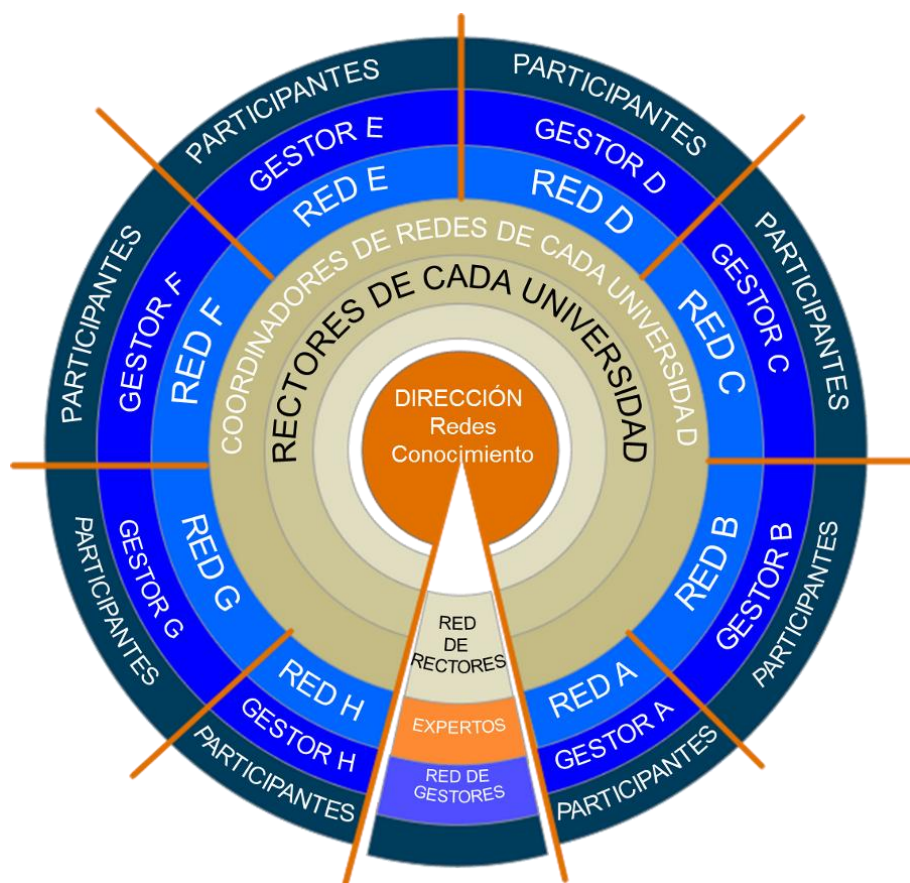 PARTICIPANTES
PARTICIPANTES
GESTOR E
GESTOR D
RED E
RED D
PARTICIPANTES
PARTICIPANTES
GESTOR F
GESTOR C
RED F
RED C
COORDINADORES DE REDES DE CADA UNIVERSIDAD
RECTORES DE CADA UNIVERSIDAD
DIRECCIÓN
Redes
Conocimiento
PARTICIPANTES
GESTOR G
RED G
RED B
GESTOR B
PARTICIPANTES
RED H
GESTOR H
PARTICIPANTES
RED
DE
RECTORES
EXPERTOS
RED DE
GESTORES
RED A
GESTOR A
PARTICIPANTES